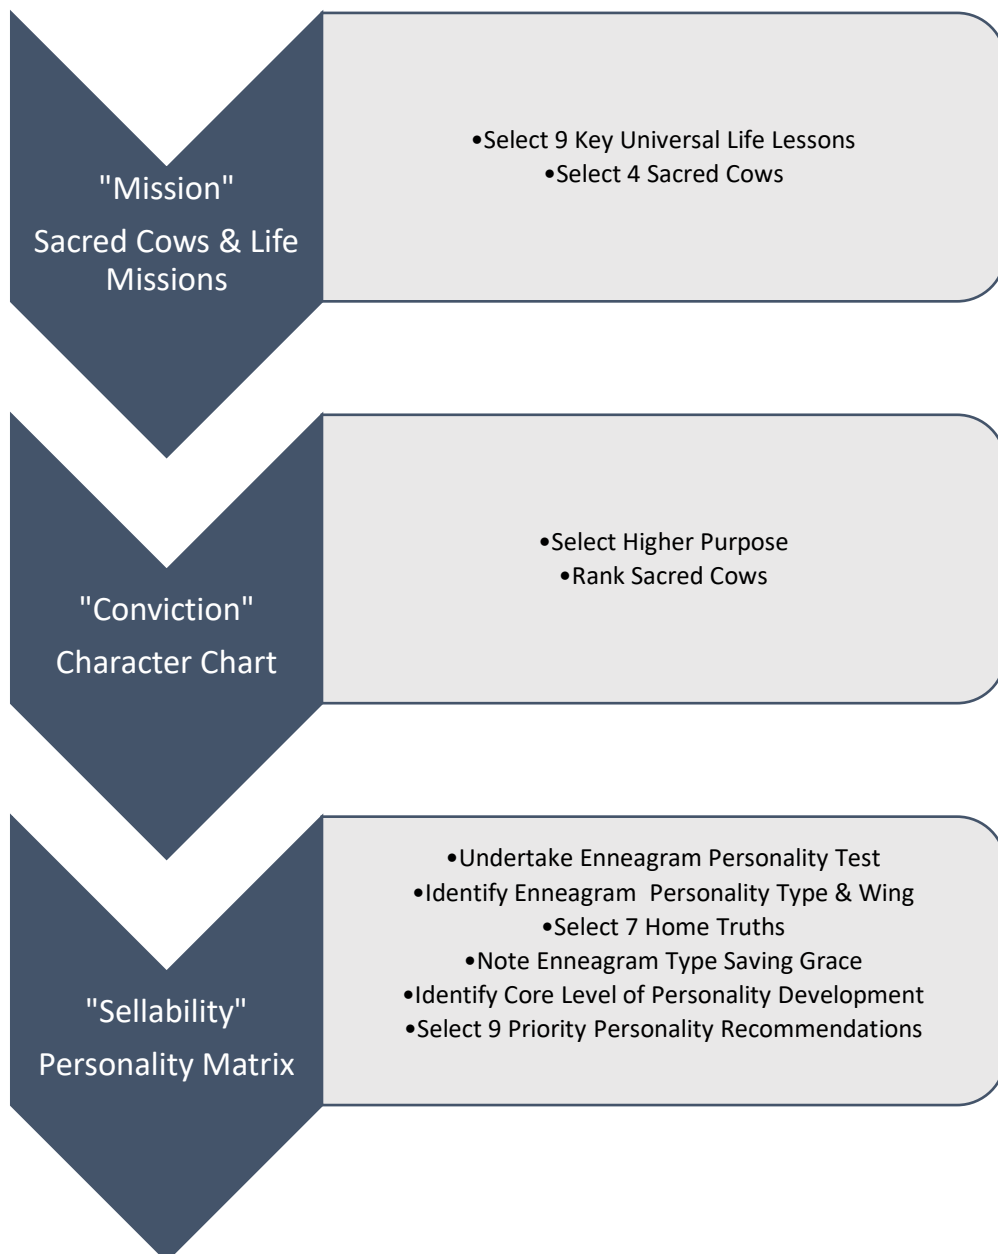 "Mission"
Sacred Cows & Life
Missions
•Select 9 Key Universal Life Lessons
•Select 4 Sacred Cows
"Conviction"
Character Chart
•Select Higher Purpose
•Rank Sacred Cows
"Sellability"
Personality Matrix
•Undertake Enneagram Personality Test
•Identify Enneagram  Personality Type & Wing
•Select 7 Home Truths
•Note Enneagram Type Saving Grace
•Identify Core Level of Personality Development
•Select 9 Priority Personality Recommendations